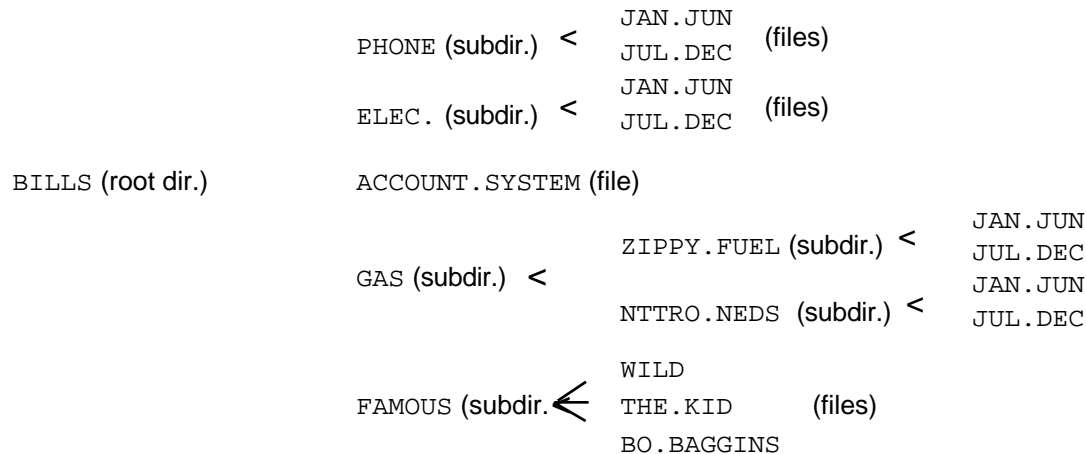 JAN.JUN
PHONE (subdir.) < (files)
JUL.DEC
JAN.JUN
ELEC. (subdir.) < (files)
JUL.DEC
BILLS (root dir.) ACCOUNT.SYSTEM (file)
JAN.JUN
ZIPPY.FUEL (subdir.) <
JUL.DEC
GAS (subdir.) <
JAN.JUN
NTTRO.NEDS (subdir.) <
JUL.DEC
WILD
FAMOUS (subdir. THE.KID (files)
BO.BAGGINS